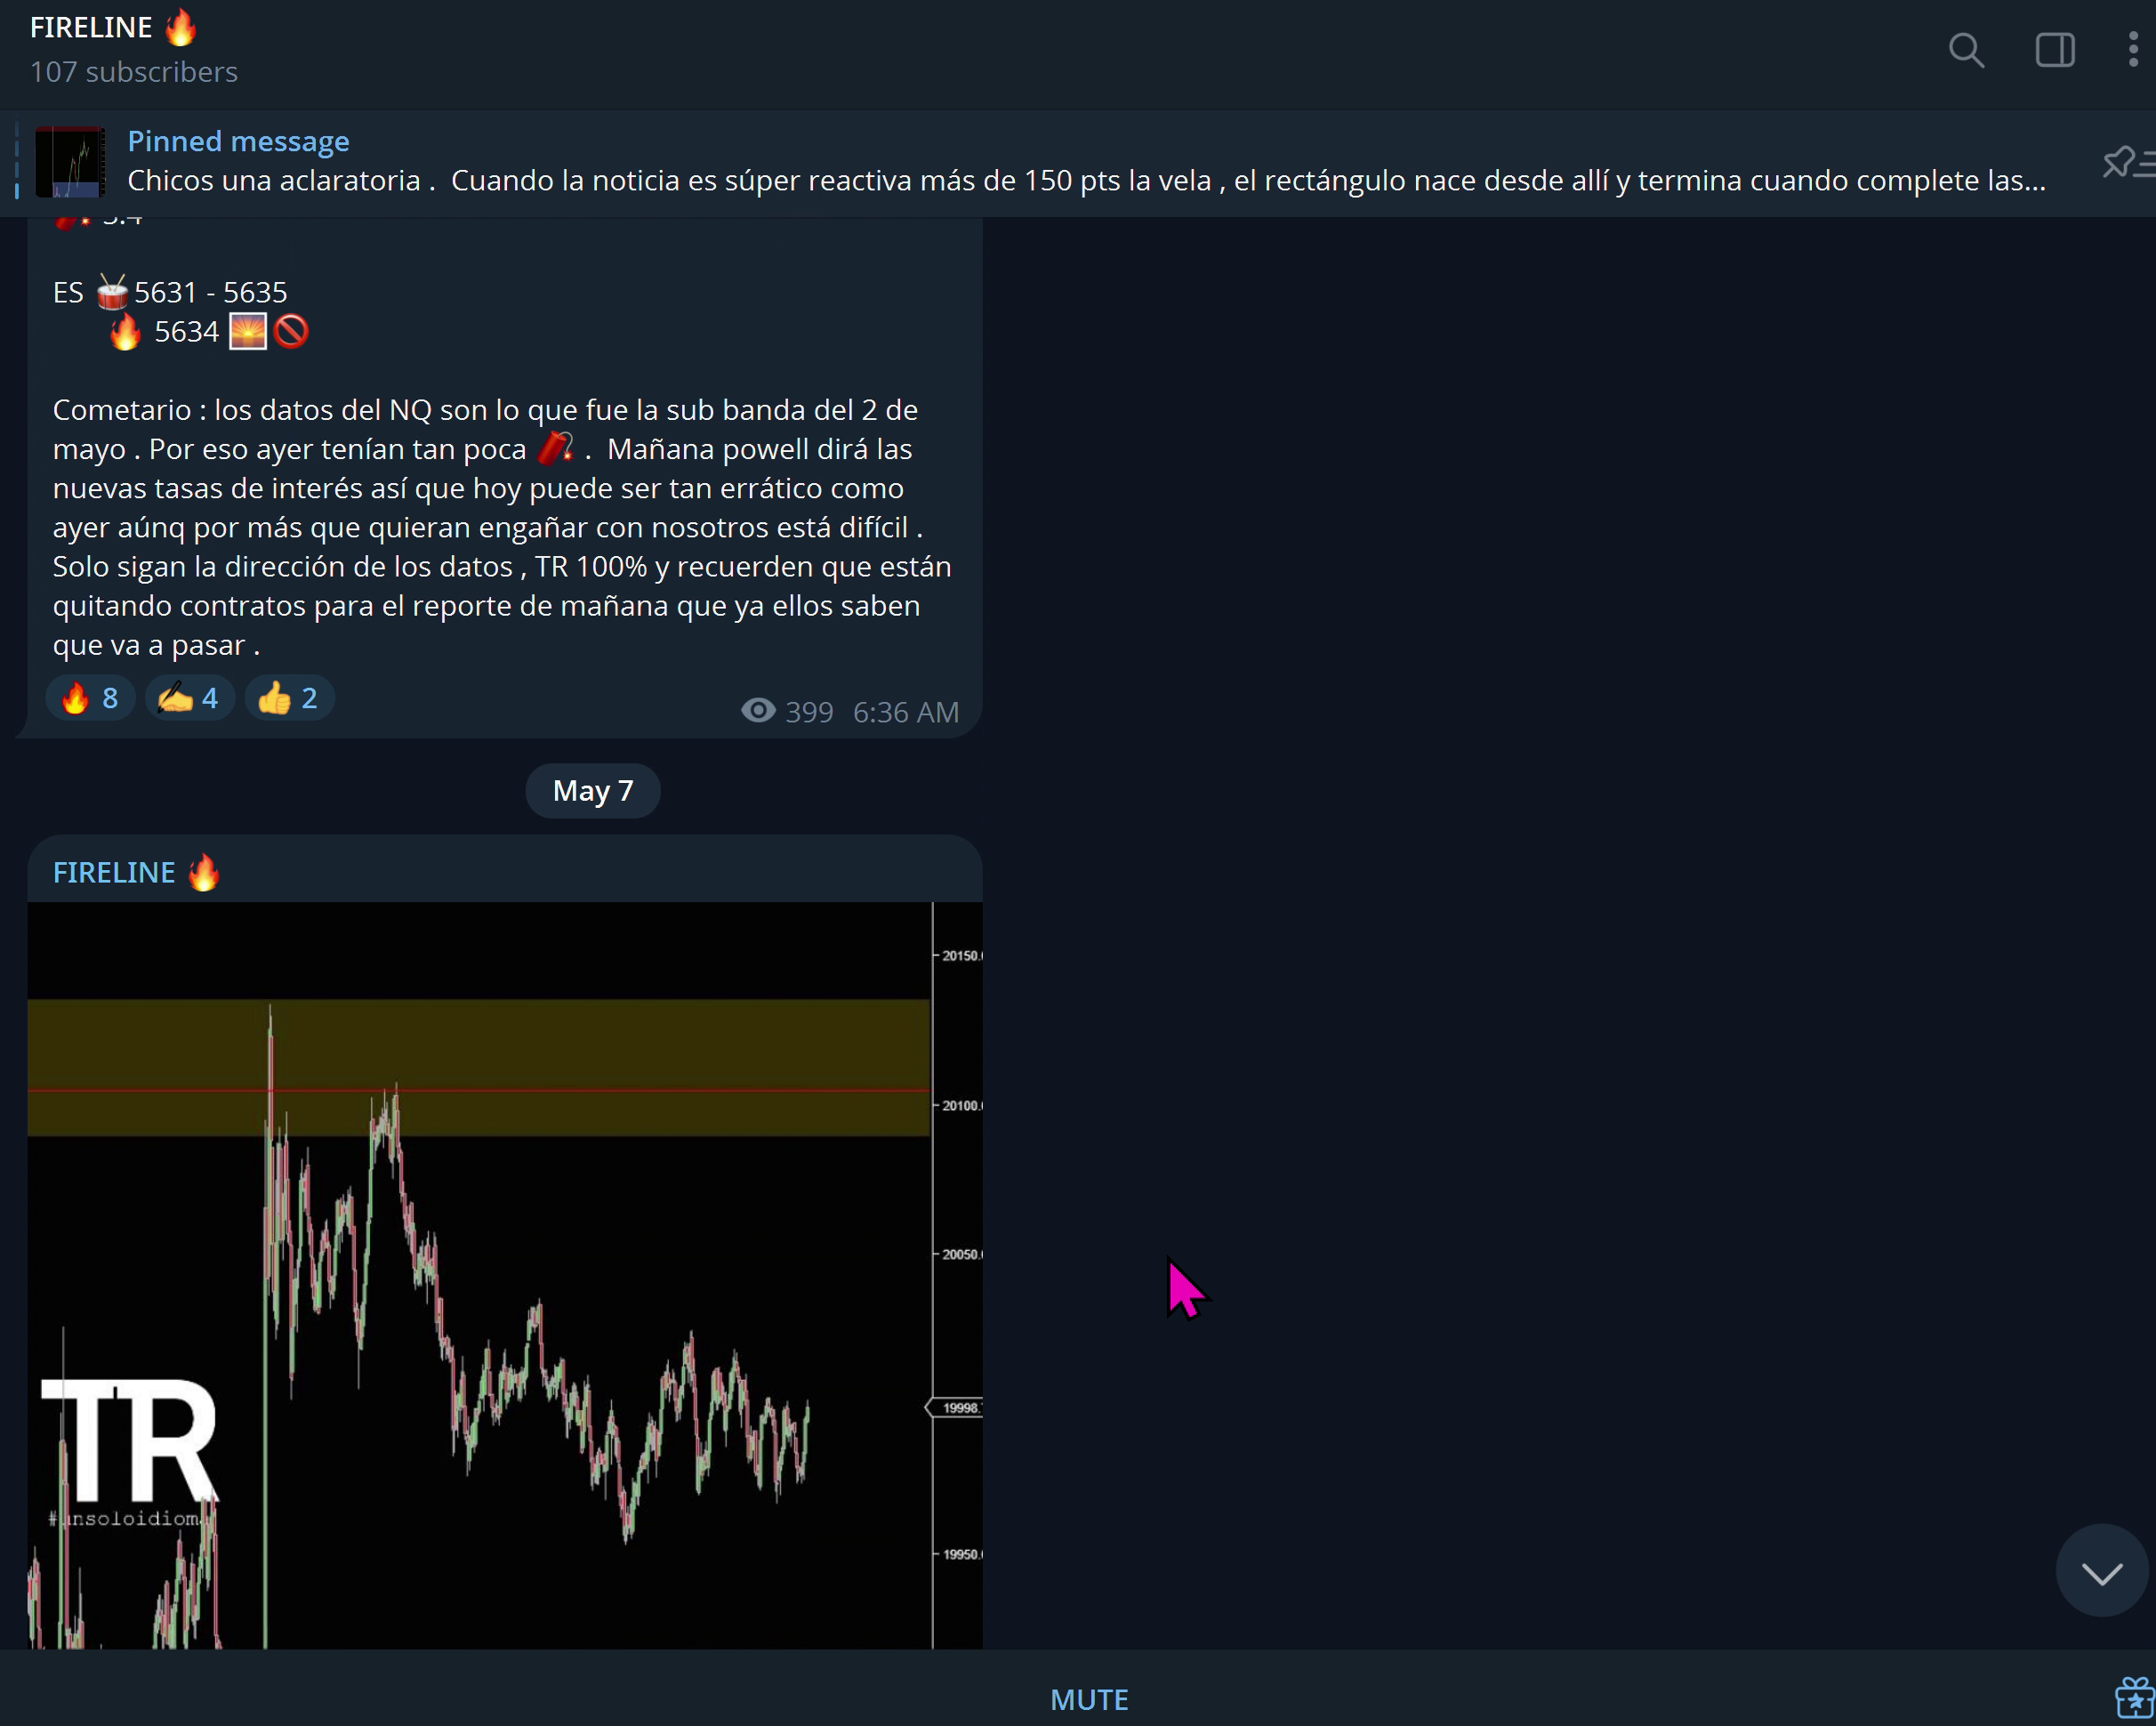 FIRELINE 🔥
107 subscribers
Pinned message
Chicos una aclaratoria .  Cuando la noticia es súper reactiva más de 150 pts la vela , el rectángulo nace desde allí y termina cuando complete las...
ES 🥁5631 - 5635
🔥 5634 🌅🚫
Cometario : los datos del NQ son lo que fue la sub banda del 2 de
mayo . Por eso ayer tenían tan poca 🧨 .  Mañana powell dirá las
nuevas tasas de interés así que hoy puede ser tan errático como
ayer aúnq por más que quieran engañar con nosotros está difícil .
Solo sigan la dirección de los datos , TR 100% y recuerden que están
quitando contratos para el reporte de mañana que ya ellos saben
que va a pasar .
🔥 8 ✍️ 4 👍 2
399 6:36 AM
May 7
FIRELINE 🔥
20150.
20100.
20050.
19998.
19950.
TR
MUTE